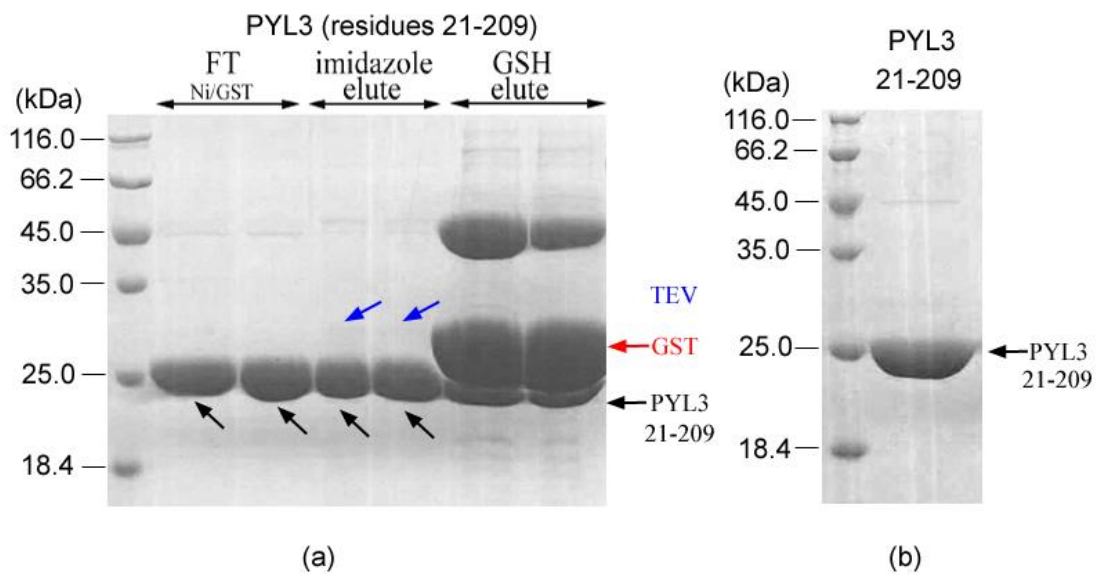 PYL3 (residues 21-209)
FT imidazole GSH
Ni/GST elute elute
(kDa)
116.0
66.2
45.0
35.0
25.0
18.4
TEV
GST
PYL3
21-209
(a)
PYL3
21-209
(kDa)
116.0
66.2
45.0
35.0
25.0
18.4
PYL3
21-209
(b)